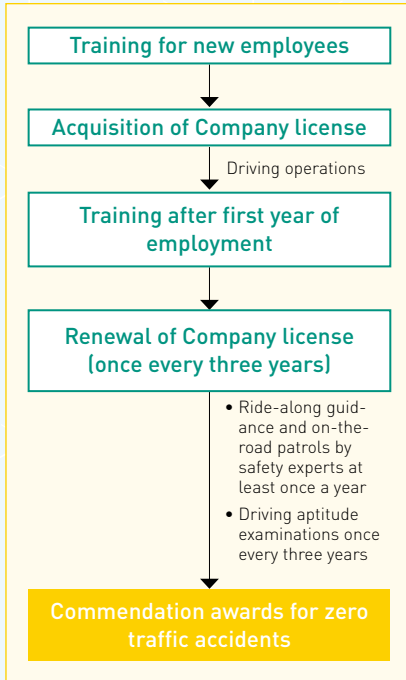 Training for new employees
Acquisition of Company license
Driving operations
Training after first year of
employment
Renewal of Company license
(once every three years)
• Ride-along guid-
ance and on-the-
road patrols by
safety experts at
least once a year
• Driving aptitude
examinations once
every three years
Commendation awards for zero
traffic accidents